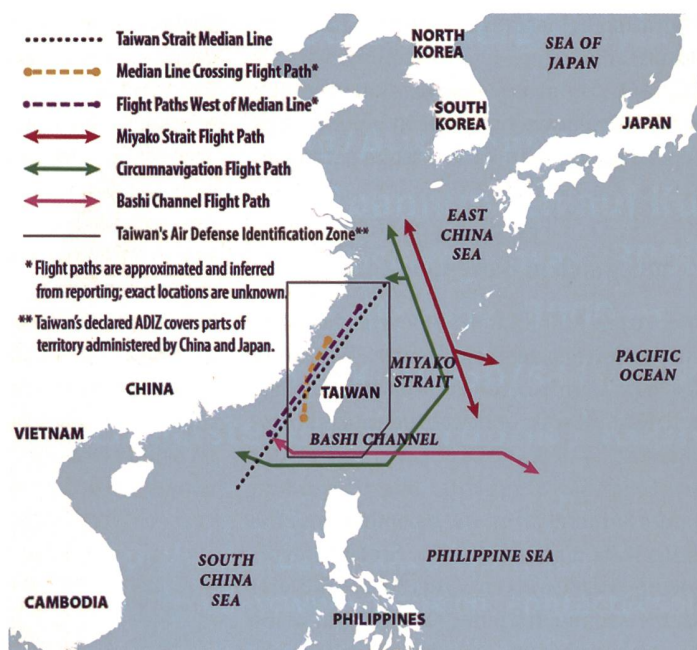 Taiwan Strait Median Line
Median Line Crossing Flight Path*
Flight Paths West of Median Line*
Miyako Strait Flight Path
Circumnavigation Flight Path
Bashi Channel Flight Path
Taiwan's Air Defense Identification Zone**
* Flight paths are approximated and inferred
from reporting; exact locations are unknown.
** Taiwan's declared ADIZ covers parts of
territory administered by China and Japan.
NORTH
KOREA
SEA OF
JAPAN
SOUTH
KOREA
JAPAN
EAST
CHINA
SEA
MIYAKO
STRAIT
PACIFIC
OCEAN
CHINA
TAIWAN
VIETNAM
BASHI CHANNEL
SOUTH
CHINA
SEA
PHILIPPINE SEA
CAMBODIA
PHILIPPINES